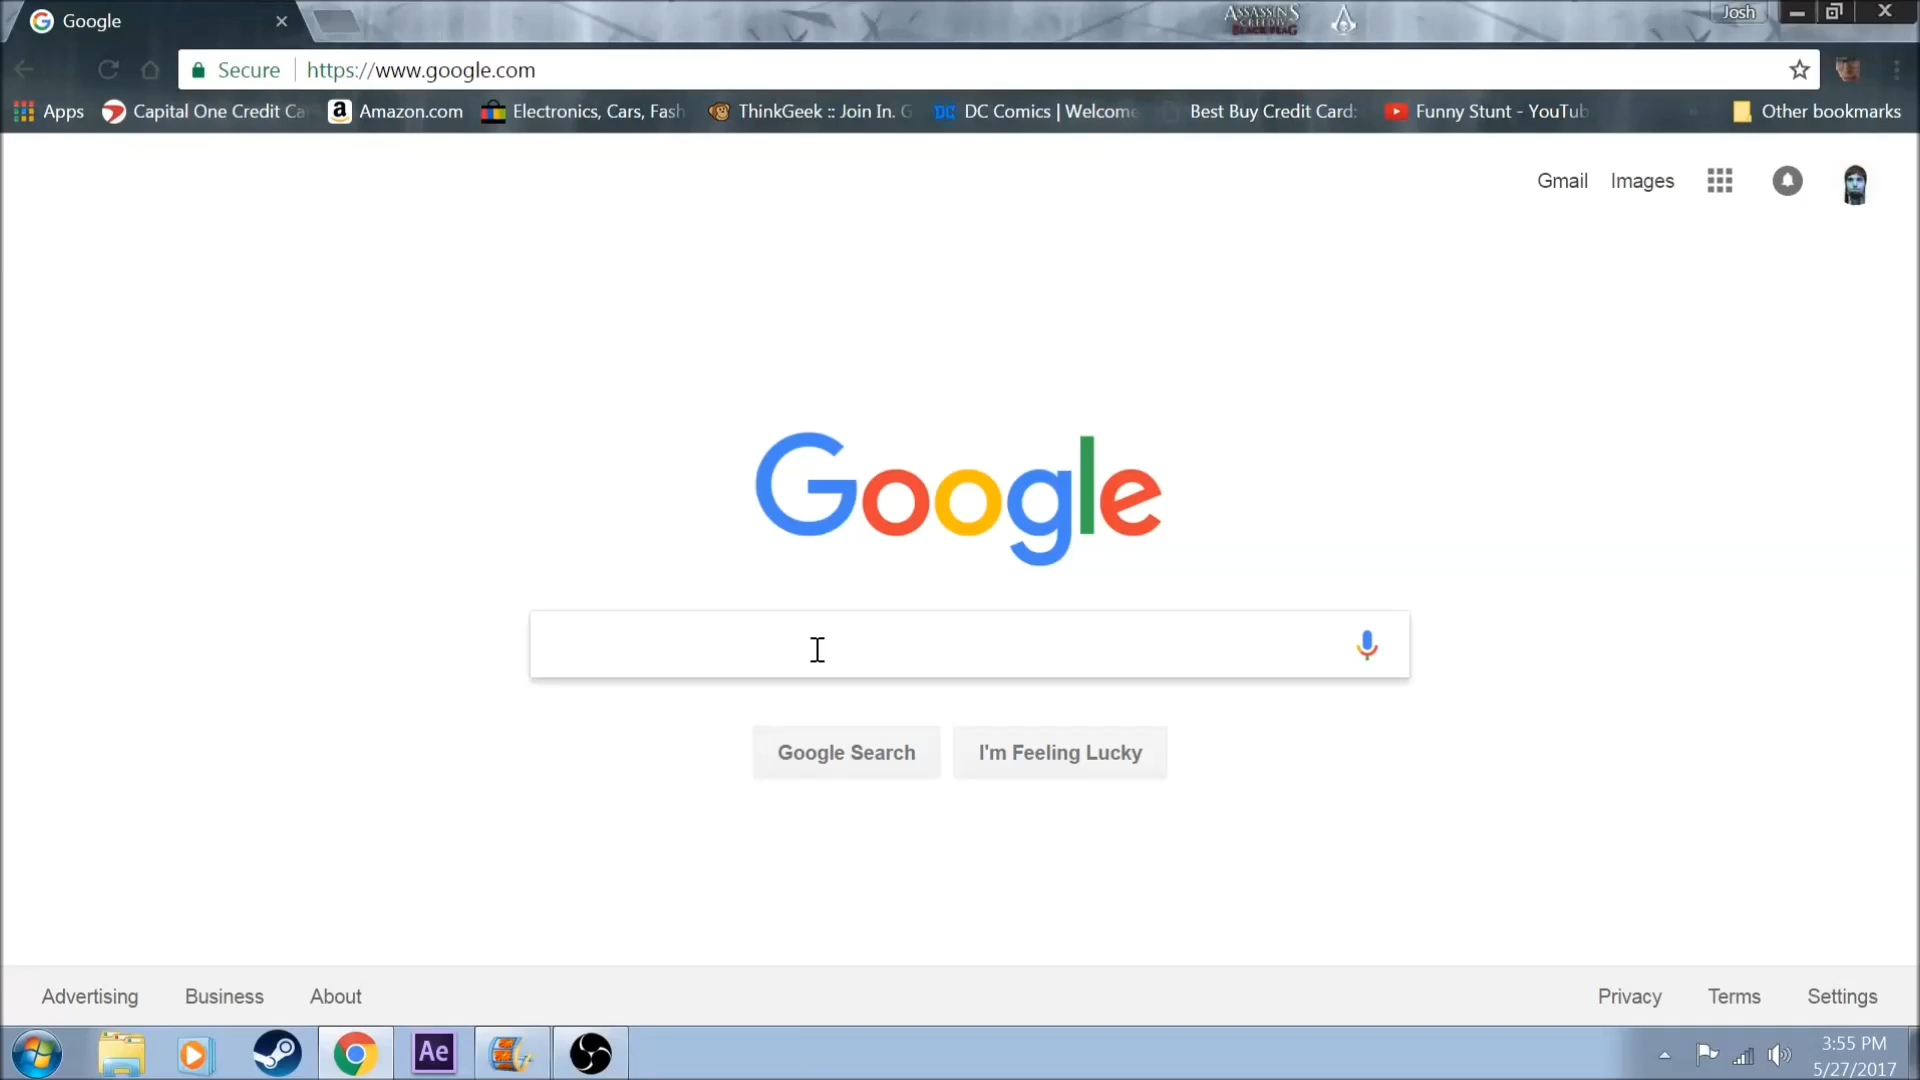 Google
ASSASSIN'S
CREED IV
BLACK FLAG
Josh
Secure
https://www.google.com
Apps
Capital One Credit Ca
Amazon.com
Electronics, Cars, Fash
ThinkGeek :: Join In. G
DC Comics | Welcome
Best Buy Credit Card:
Funny Stunt - YouTub
Other bookmarks
Gmail
Images
Google
Google Search
I'm Feeling Lucky
Advertising
Business
About
Privacy
Terms
Settings
Ae
3:55 PM
5/27/2017